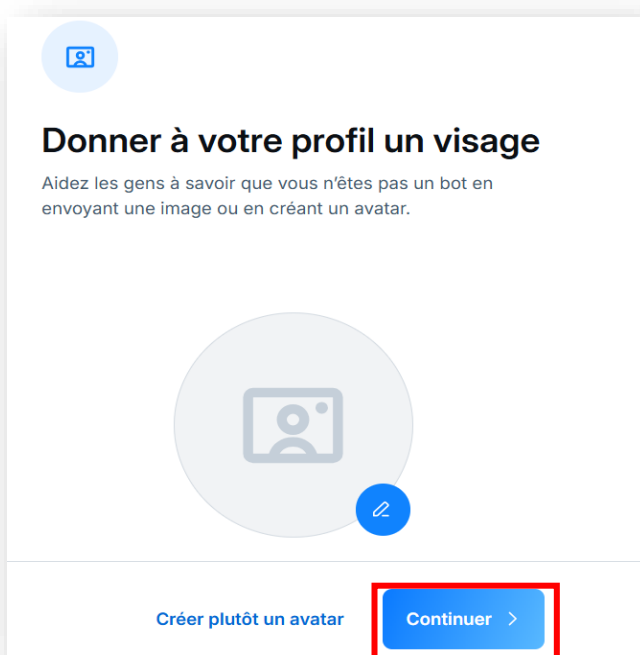 Donner à votre profil un visage
Aidez les gens à savoir que vous n'êtes pas un bot en
envoyant une image ou en créant un avatar.
Créer plutôt un avatar
Continuer